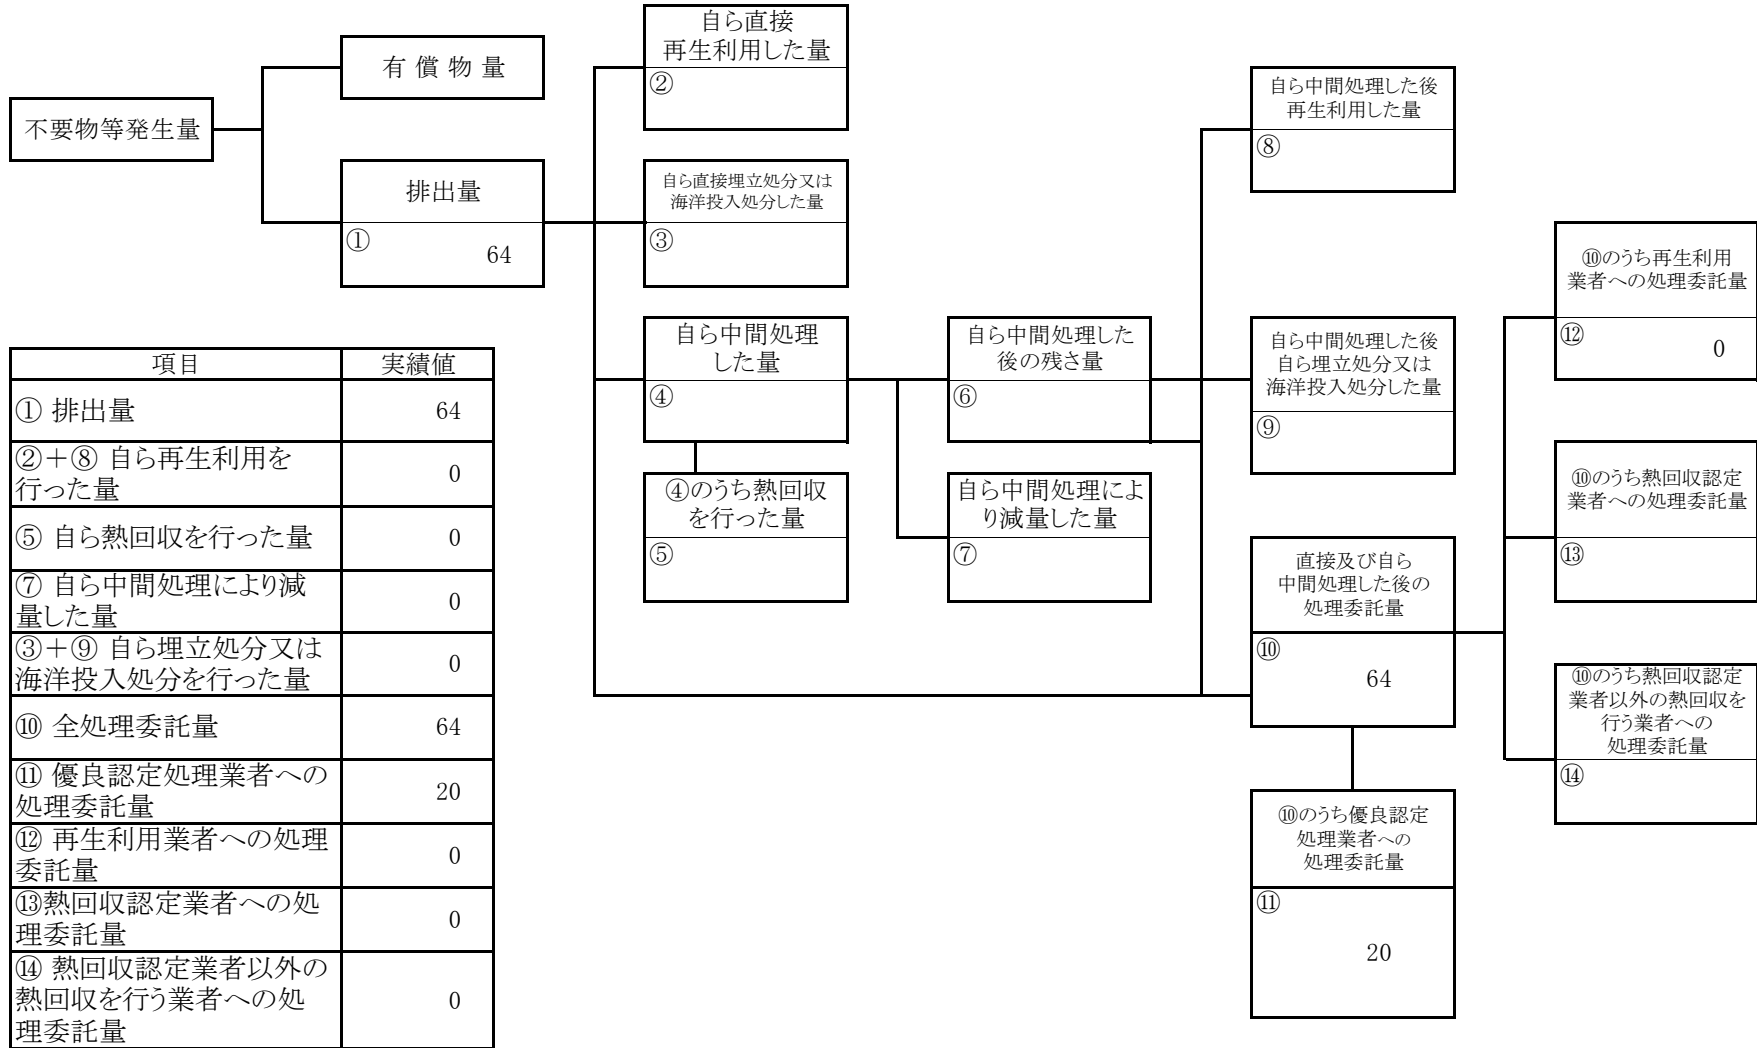 不要物等発生量
有 償 物 量
排出量
①
64
自ら直接
再生利用した量
②
自ら直接埋立処分又は
海洋投入処分した量
③
自ら中間処理
した量
④
④のうち熱回収
を行った量
⑤
自ら中間処理した
後の残さ量
⑥
自ら中間処理によ
り減量した量
⑦
自ら中間処理した後
再生利用した量
⑧
自ら中間処理した後
自ら埋立処分又は
海洋投入処分した量
⑨
直接及び自ら
中間処理した後の
処理委託量
⑩
64
⑩のうち優良認定
処理業者への
処理委託量
⑪
20
⑩のうち再生利用
業者への処理委託量
⑫
0
⑩のうち熱回収認定
業者への処理委託量
⑬
⑩のうち熱回収認定
業者以外の熱回収を
行う業者への
処理委託量
⑭
項目 実績値
① 排出量 64
②＋⑧ 自ら再生利用を
行った量 0
⑤ 自ら熱回収を行った量 0
⑦ 自ら中間処理により減
量した量 0
③＋⑨ 自ら埋立処分又は
海洋投入処分を行った量 0
⑩ 全処理委託量 64
⑪ 優良認定処理業者への
処理委託量 20
⑫ 再生利用業者への処理
委託量 0
⑬熱回収認定業者への処
理委託量 0
⑭ 熱回収認定業者以外の
熱回収を行う業者への処
理委託量 0